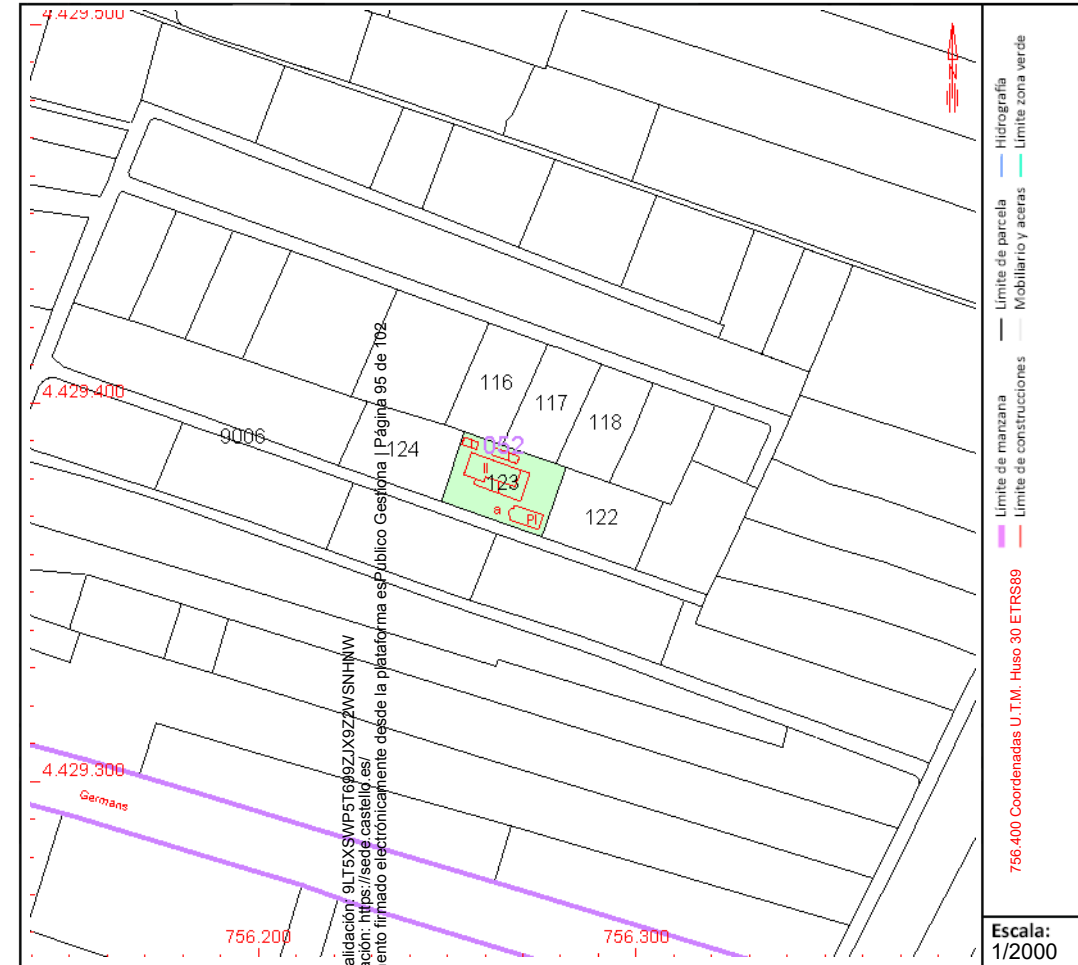 4.429.500
N
116
117
118
4.429.400
9006
124
052
II
123
a
PI
122
4.429.300
Germans
756.200
756.300
alidación: 9LT5XSWP5T699ZJX9Z2WSNHNW
ación: https://sede.castello.es/
mento firmado electrónicamente desde la plataforma esPublico Gestiona | Página 95 de 102
Límite de manzana
Límite de parcela
Hidrografía
Límite de construcciones
Mobiliario y aceras
Límite zona verde
756.400 Coordenadas U.T.M. Huso 30 ETRS89
Escala:
1/2000